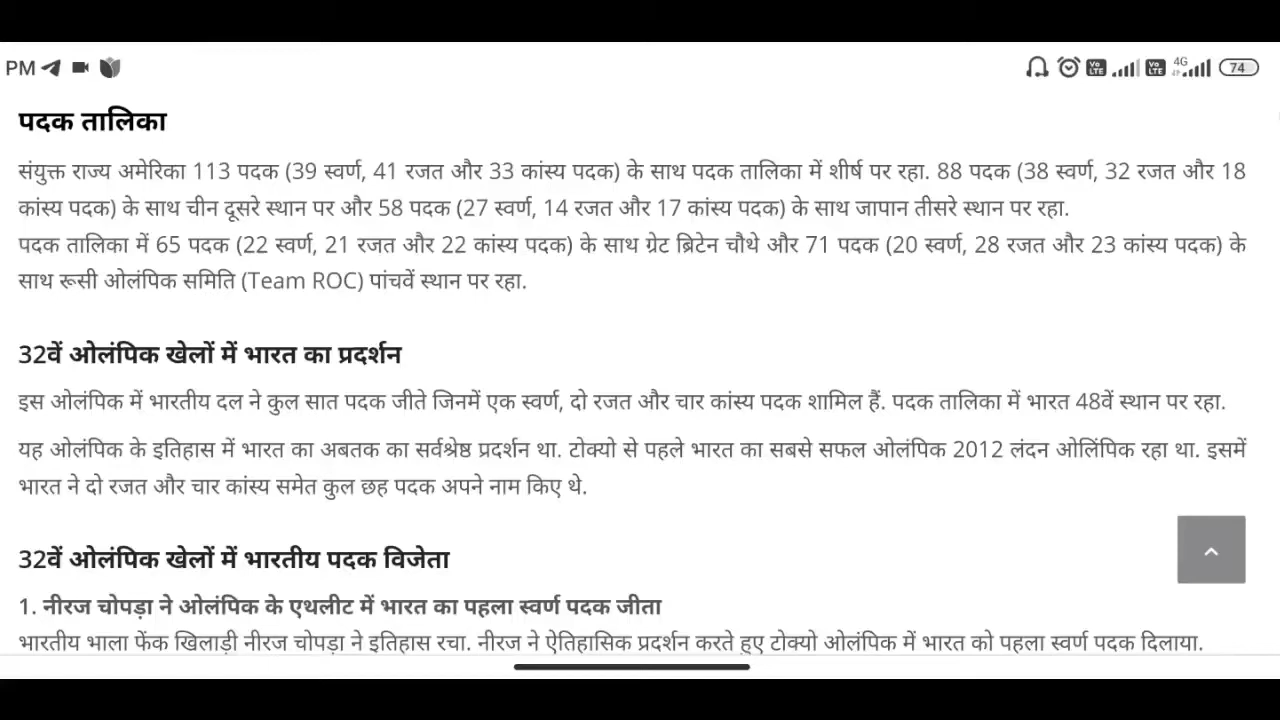 PM
Vo LTE Vo LTE 4G 74
पदक तालिका
संयुक्त राज्य अमेरिका 113 पदक (39 स्वर्ण, 41 रजत और 33 कांस्य पदक) के साथ पदक तालिका में शीर्ष पर रहा. 88 पदक (38 स्वर्ण, 32 रजत और 18
कांस्य पदक) के साथ चीन दूसरे स्थान पर और 58 पदक (27 स्वर्ण, 14 रजत और 17 कांस्य पदक) के साथ जापान तीसरे स्थान पर रहा.
पदक तालिका में 65 पदक (22 स्वर्ण, 21 रजत और 22 कांस्य पदक) के साथ ग्रेट ब्रिटेन चौथे और 71 पदक (20 स्वर्ण, 28 रजत और 23 कांस्य पदक) के
साथ रूसी ओलंपिक समिति (Team ROC) पांचवें स्थान पर रहा.
32वें ओलंपिक खेलों में भारत का प्रदर्शन
इस ओलंपिक में भारतीय दल ने कुल सात पदक जीते जिनमें एक स्वर्ण, दो रजत और चार कांस्य पदक शामिल हैं. पदक तालिका में भारत 48वें स्थान पर रहा.
यह ओलंपिक के इतिहास में भारत का अबतक का सर्वश्रेष्ठ प्रदर्शन था. टोक्यो से पहले भारत का सबसे सफल ओलंपिक 2012 लंदन ओलिंपिक रहा था. इसमें
भारत ने दो रजत और चार कांस्य समेत कुल छह पदक अपने नाम किए थे.
32वें ओलंपिक खेलों में भारतीय पदक विजेता
1. नीरज चोपड़ा ने ओलंपिक के एथलीट में भारत का पहला स्वर्ण पदक जीता
भारतीय भाला फेंक खिलाड़ी नीरज चोपड़ा ने इतिहास रचा. नीरज ने ऐतिहासिक प्रदर्शन करते हुए टोक्यो ओलंपिक में भारत को पहला स्वर्ण पदक दिलाया.